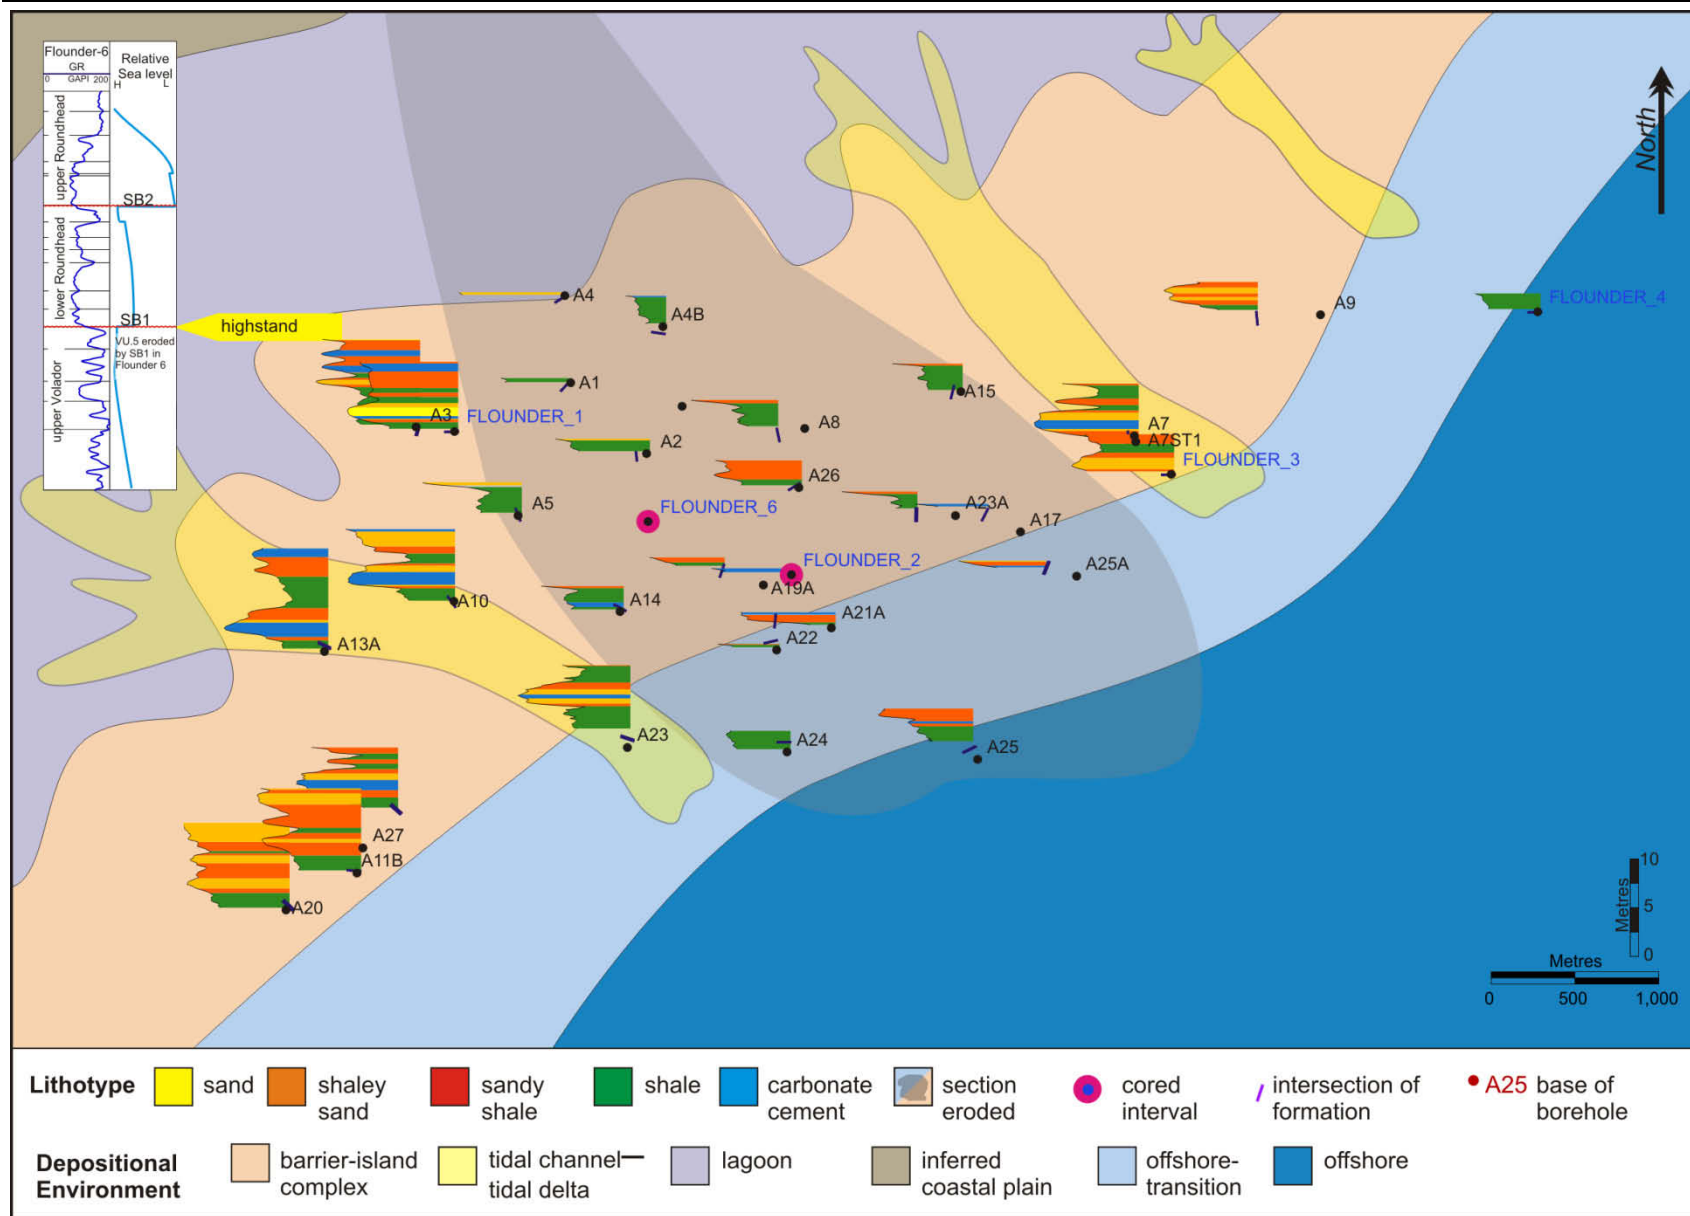 Flounder-6
GR
0 GAPI 200
Relative
Sea level
H L
upper Roundhead
SB2
lower Roundhead
SB1
VU.5 eroded
by SB1 in
Flounder 6
upper Volador
highstand
North
A4
A4B
A9
FLOUNDER_4
A1
A15
A3
FLOUNDER_1
A8
A7
A7ST1
A2
FLOUNDER_3
A26
A5
FLOUNDER_6
A23A
A17
FLOUNDER_2
A25A
A19A
A10
A14
A21A
A13A
A22
A23
A24
A25
A27
A11B
A20
10
5
0
Metres
Metres
0 500 1,000
Lithotype
sand
shaley
sand
sandy
shale
shale
carbonate
cement
section
eroded
cored
interval
intersection of
formation
A25
base of
borehole
Depositional
Environment
barrier-island
complex
tidal channel—
tidal delta
lagoon
inferred
coastal plain
offshore-
transition
offshore